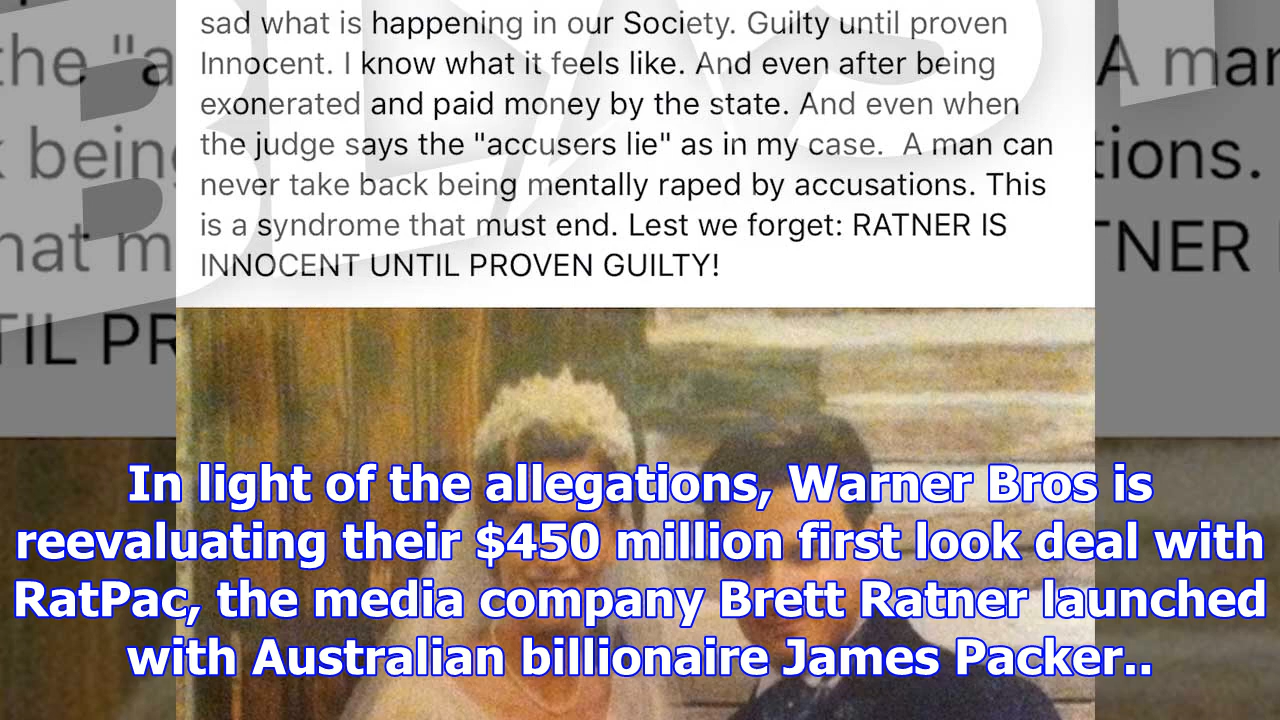 sad what is happening in our Society. Guilty until proven
Innocent. I know what it feels like. And even after being
exonerated and paid money by the state. And even when
the judge says the "accusers lie" as in my case.  A man can
never take back being mentally raped by accusations. This
is a syndrome that must end. Lest we forget: RATNER IS
INNOCENT UNTIL PROVEN GUILTY!
In light of the allegations, Warner Bros is
reevaluating their $450 million first look deal with
RatPac, the media company Brett Ratner launched
with Australian billionaire James Packer..